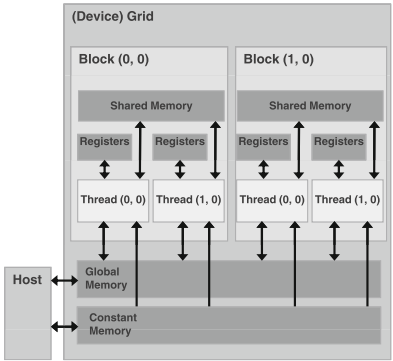 (Device) Grid
Block (0, 0)
Block (1, 0)
Shared Memory
Shared Memory
Registers
Registers
Registers
Registers
Thread (0, 0)
Thread (1, 0)
Thread (0, 0)
Thread (1, 0)
Host
Global
Memory
Constant
Memory